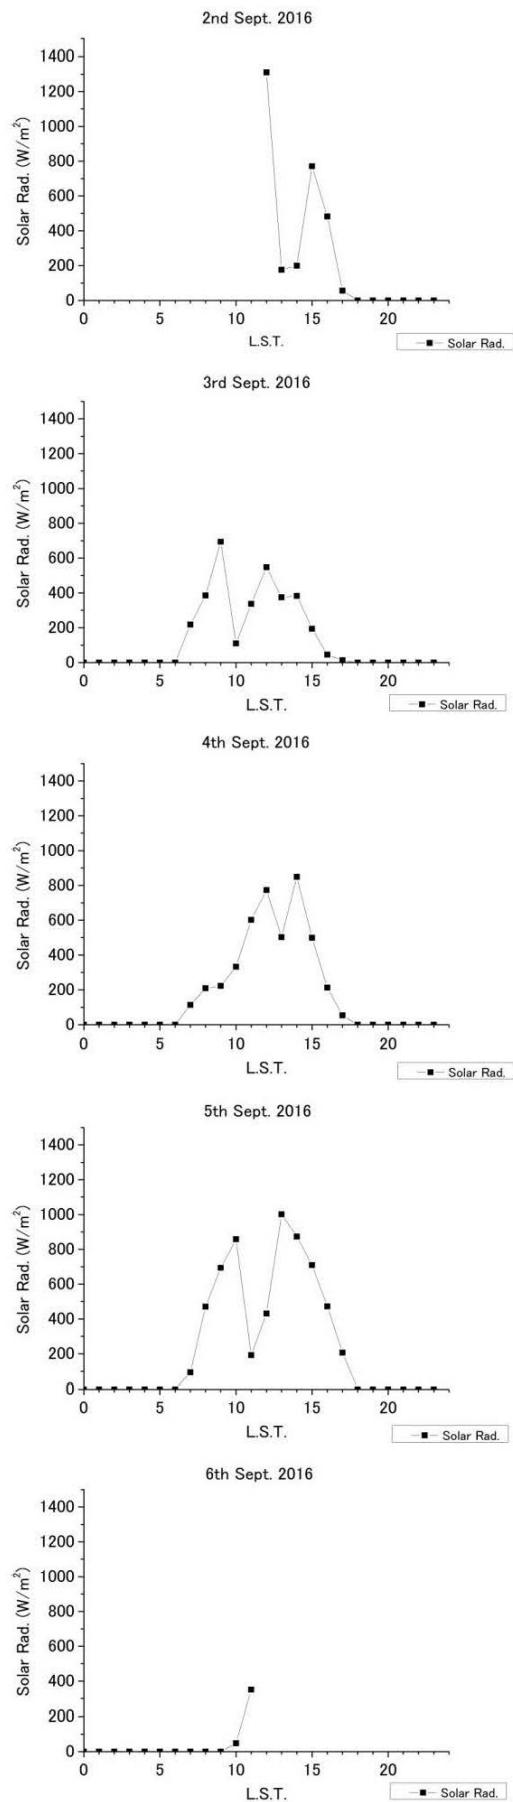 2nd Sept. 2016
1400
1200
1000
800
600
400
200
0
Solar Rad. (W/m²)
0 5 10 15 20
L.S.T.
Solar Rad.
3rd Sept. 2016
1400
1200
1000
800
600
400
200
0
Solar Rad. (W/m²)
0 5 10 15 20
L.S.T.
Solar Rad.
4th Sept. 2016
1400
1200
1000
800
600
400
200
0
Solar Rad. (W/m²)
0 5 10 15 20
L.S.T.
Solar Rad.
5th Sept. 2016
1400
1200
1000
800
600
400
200
0
Solar Rad. (W/m²)
0 5 10 15 20
L.S.T.
Solar Rad.
6th Sept. 2016
1400
1200
1000
800
600
400
200
0
Solar Rad. (W/m²)
0 5 10 15 20
L.S.T.
Solar Rad.